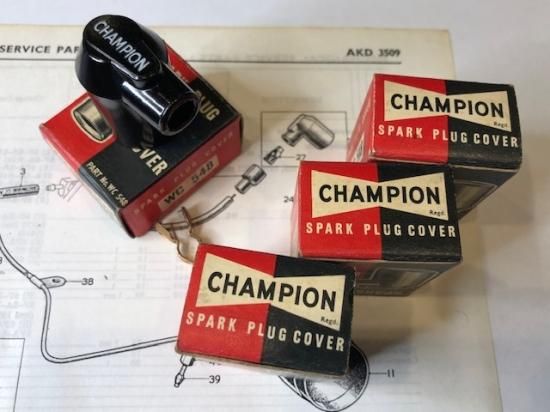 SERVICE PAR
AKD 3509
CHAMPION
PLUG
COVER
PART No. WC 548
SPARK PLUG COVER
WC 548
CHAMPION
Regd.
SPARK PLUG COVER
CHAMPION
Regd.
SPARK PLUG COVER
CHAMPION
Regd.
SPARK PLUG COVER
3
37
24
38
39
11